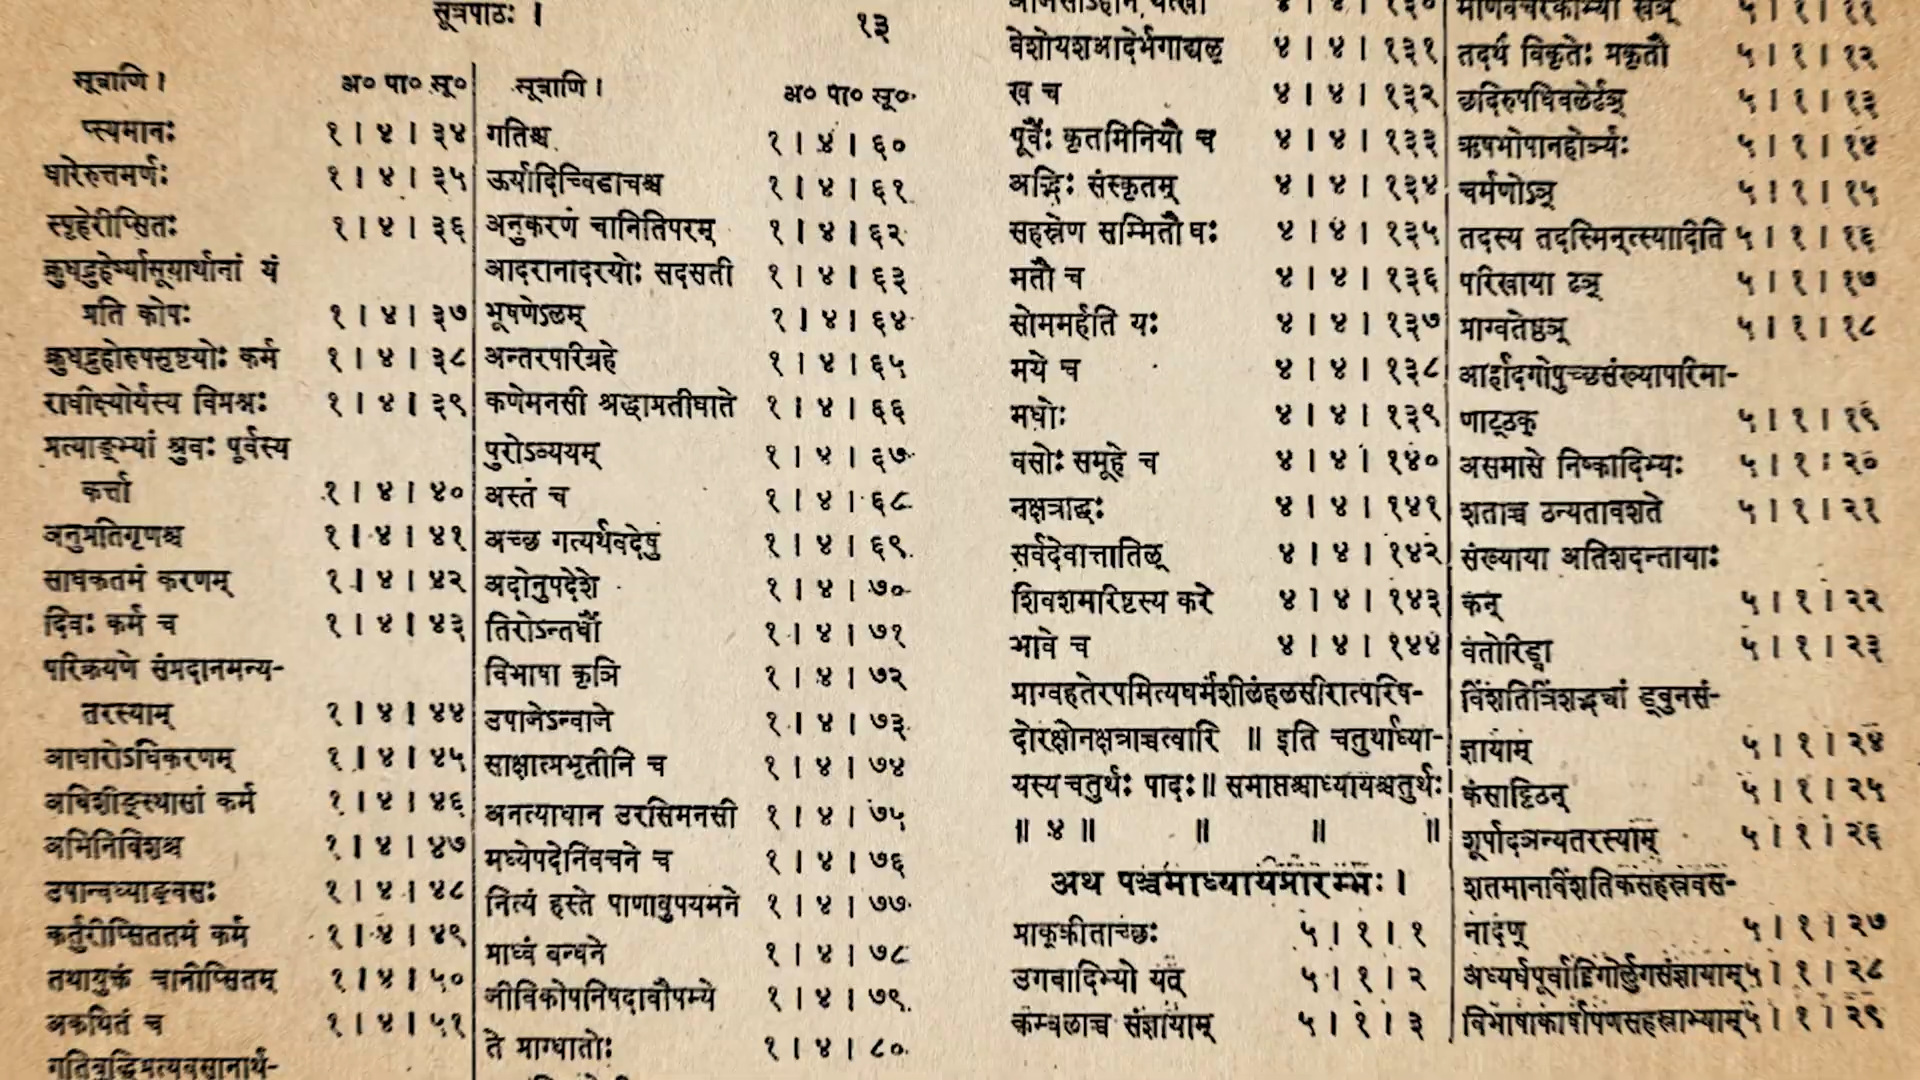 सूत्रपाठः ।
१३
सूत्राणि । अ० पा० सू०
प्स्यमानः १ । ४ । ३४
धारेरुत्तमर्णः १ । ४ । ३५
स्पृहेरीप्सितः १ । ४ । ३६
क्रुधद्रुहेर्ष्यासूयार्थानां यं
प्रति कोपः १ । ४ । ३७
क्रुधद्रुहोरुपसृष्टयोः कर्म १ । ४ । ३८
राधीक्ष्योर्यस्य विप्रश्नः १ । ४ । ३९
प्रत्याङ्भ्यां श्रुवः पूर्वस्य
कर्त्ता १ । ४ । ४०
अनुप्रतिगृणश्च १ । ४ । ४१
साधकतमं करणम् १ । ४ । ४२
दिवः कर्म च १ । ४ । ४३
परिक्रयणे संप्रदानमन्य-
तरस्याम् १ । ४ । ४४
आधारोऽधिकरणम् १ । ४ । ४५
अधिशीङ्स्थासां कर्म १ । ४ । ४६
अभिनिविशश्च १ । ४ । ४७
उपान्वध्याङ्वसः १ । ४ । ४८
कर्तुरीप्सिततमं कर्म १ । ४ । ४९
तथायुक्तं चानीप्सितम् १ । ४ । ५०
अकथितं च १ । ४ । ५१
गतिबुद्धिप्रत्यवसानार्थ-
सूत्राणि । अ० पा० सू०
गतिश्च १ । ४ । ६०
ऊर्यादिच्विडाचश्च १ । ४ । ६१
अनुकरणं चानितिपरम् १ । ४ । ६२
आदरानादरयोः सदसती १ । ४ । ६३
भूषणेऽलम् १ । ४ । ६४
अन्तरपरिग्रहे १ । ४ । ६५
कणेमनसी श्रद्धाप्रतीघाते १ । ४ । ६६
पुरोऽव्ययम् १ । ४ । ६७
अस्तं च १ । ४ । ६८
अच्छ गत्यर्थवदेषु १ । ४ । ६९
अदोनुपदेशे १ । ४ । ७०
तिरोऽन्तर्धौ १ । ४ । ७१
विभाषा कृञि १ । ४ । ७२
उपाजेऽन्वाजे १ । ४ । ७३
साक्षात्प्रभृतीनि च १ । ४ । ७४
अनत्याधान उरसिमनसी १ । ४ । ७५
मध्येपदेनिवचने च १ । ४ । ७६
नित्यं हस्ते पाणावुपयमने १ । ४ । ७७
प्राध्वं बन्धने १ । ४ । ७८
जीविकोपनिषदावौपम्ये १ । ४ । ७९
ते प्राग्धातोः १ । ४ । ८०
४ । ४ । १३०
वेशोयशआदेर्भगाद्यल् ४ । ४ । १३१
ख च ४ । ४ । १३२
पूर्वैः कृतमिनियौ च ४ । ४ । १३३
अद्भिः संस्कृतम् ४ । ४ । १३४
सहस्रेण सम्मितौ घः ४ । ४ । १३५
मतौ च ४ । ४ । १३६
सोममर्हति यः ४ । ४ । १३७
मये च ४ । ४ । १३८
मधोः ४ । ४ । १३९
वसोः समूहे च ४ । ४ । १४०
नक्षत्राद्घः ४ । ४ । १४१
सर्वदेवात्तातिल् ४ । ४ । १४२
शिवशमरिष्टस्य करे ४ । ४ । १४३
भावे च ४ । ४ । १४४
प्राग्वहतेरपमित्यधर्मशीलंहलसीरात्परिष-
दोरक्षोनक्षत्राच्चत्वारि ॥ इति चतुर्थाध्या-
यस्य चतुर्थः पादः ॥ समाप्तश्चाध्यायश्चतुर्थः
॥ ४ ॥ ॥ ॥ ॥
अथ पञ्चमाध्यायप्रारम्भः ।
प्राक्क्रीताच्छः ५ । १ । १
उगवादिभ्यो यत् ५ । १ । २
कम्बलाच्च संज्ञायाम् ५ । १ । ३
माणवचरकाभ्यां खञ् ५ । १ । ११
तदर्थं विकृतेः प्रकृतौ ५ । १ । १२
छदिरुपधिबलेर्ढञ् ५ । १ । १३
ऋषभोपानहोर्ञ्यः ५ । १ । १४
चर्मणोऽञ् ५ । १ । १५
तदस्य तदस्मिन्त्स्यादिति ५ । १ । १६
परिखाया ढञ् ५ । १ । १७
प्राग्वतेष्ठञ् ५ । १ । १८
आर्हादगोपुच्छसंख्यापरिमा-
णाट्ठक् ५ । १ । १९
असमासे निष्कादिभ्यः ५ । १ । २०
शताच्च ठन्यतावशते ५ । १ । २१
संख्याया अतिशदन्तायाः
कन् ५ । १ । २२
वतोरिड्वा ५ । १ । २३
विंशतित्रिंशद्भ्यां ड्वुनसं-
ज्ञायाम् ५ । १ । २४
कंसाट्टिठन् ५ । १ । २५
शूर्पादञन्यतरस्याम् ५ । १ । २६
शतमानविंशतिकसहस्रवस-
नादण् ५ । १ । २७
अध्यर्धपूर्वाद्द्विगोर्लुगसंज्ञायाम् ५ । १ । २८
विभाषाकार्षापणसहस्राभ्याम् ५ । १ । २९